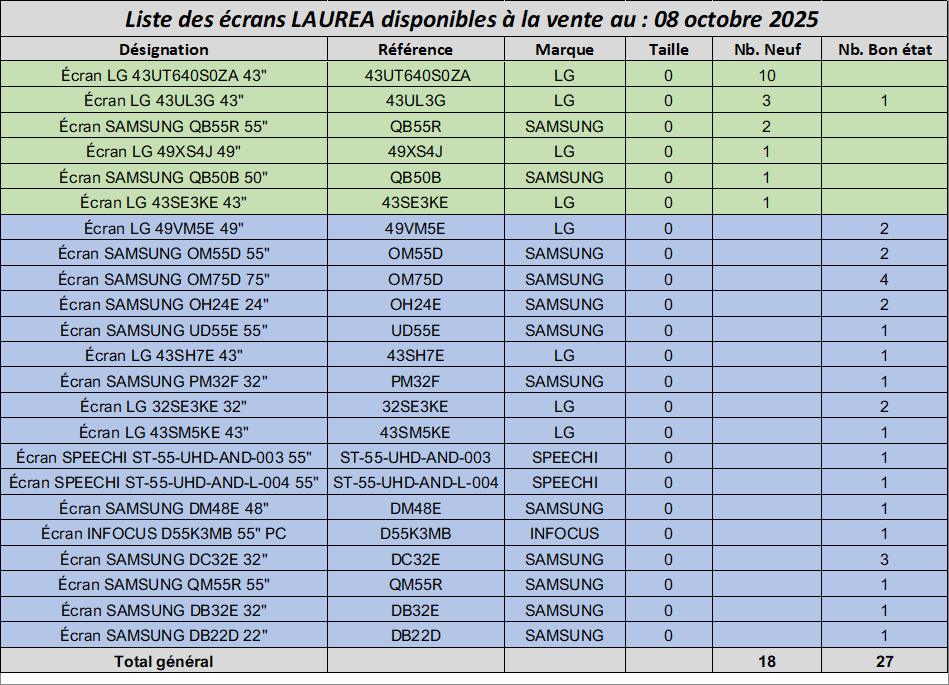 Liste des écrans LAUREA disponibles à la vente au : 08 octobre 2025
Désignation Référence Marque Taille Nb. Neuf Nb. Bon état
Écran LG 43UT640S0ZA 43" 43UT640S0ZA LG 0 10
Écran LG 43UL3G 43" 43UL3G LG 0 3 1
Écran SAMSUNG QB55R 55" QB55R SAMSUNG 0 2
Écran LG 49XS4J 49" 49XS4J LG 0 1
Écran SAMSUNG QB50B 50" QB50B SAMSUNG 0 1
Écran LG 43SE3KE 43" 43SE3KE LG 0 1
Écran LG 49VM5E 49" 49VM5E LG 0 2
Écran SAMSUNG OM55D 55" OM55D SAMSUNG 0 2
Écran SAMSUNG OM75D 75" OM75D SAMSUNG 0 4
Écran SAMSUNG OH24E 24" OH24E SAMSUNG 0 2
Écran SAMSUNG UD55E 55" UD55E SAMSUNG 0 1
Écran LG 43SH7E 43" 43SH7E LG 0 1
Écran SAMSUNG PM32F 32" PM32F SAMSUNG 0 1
Écran LG 32SE3KE 32" 32SE3KE LG 0 2
Écran LG 43SM5KE 43" 43SM5KE LG 0 1
Écran SPEECHI ST-55-UHD-AND-003 55" ST-55-UHD-AND-003 SPEECHI 0 1
Écran SPEECHI ST-55-UHD-AND-L-004 55" ST-55-UHD-AND-L-004 SPEECHI 0 1
Écran SAMSUNG DM48E 48" DM48E SAMSUNG 0 1
Écran INFOCUS D55K3MB 55" PC D55K3MB INFOCUS 0 1
Écran SAMSUNG DC32E 32" DC32E SAMSUNG 0 3
Écran SAMSUNG QM55R 55" QM55R SAMSUNG 0 1
Écran SAMSUNG DB32E 32" DB32E SAMSUNG 0 1
Écran SAMSUNG DB22D 22" DB22D SAMSUNG 0 1
Total général 18 27